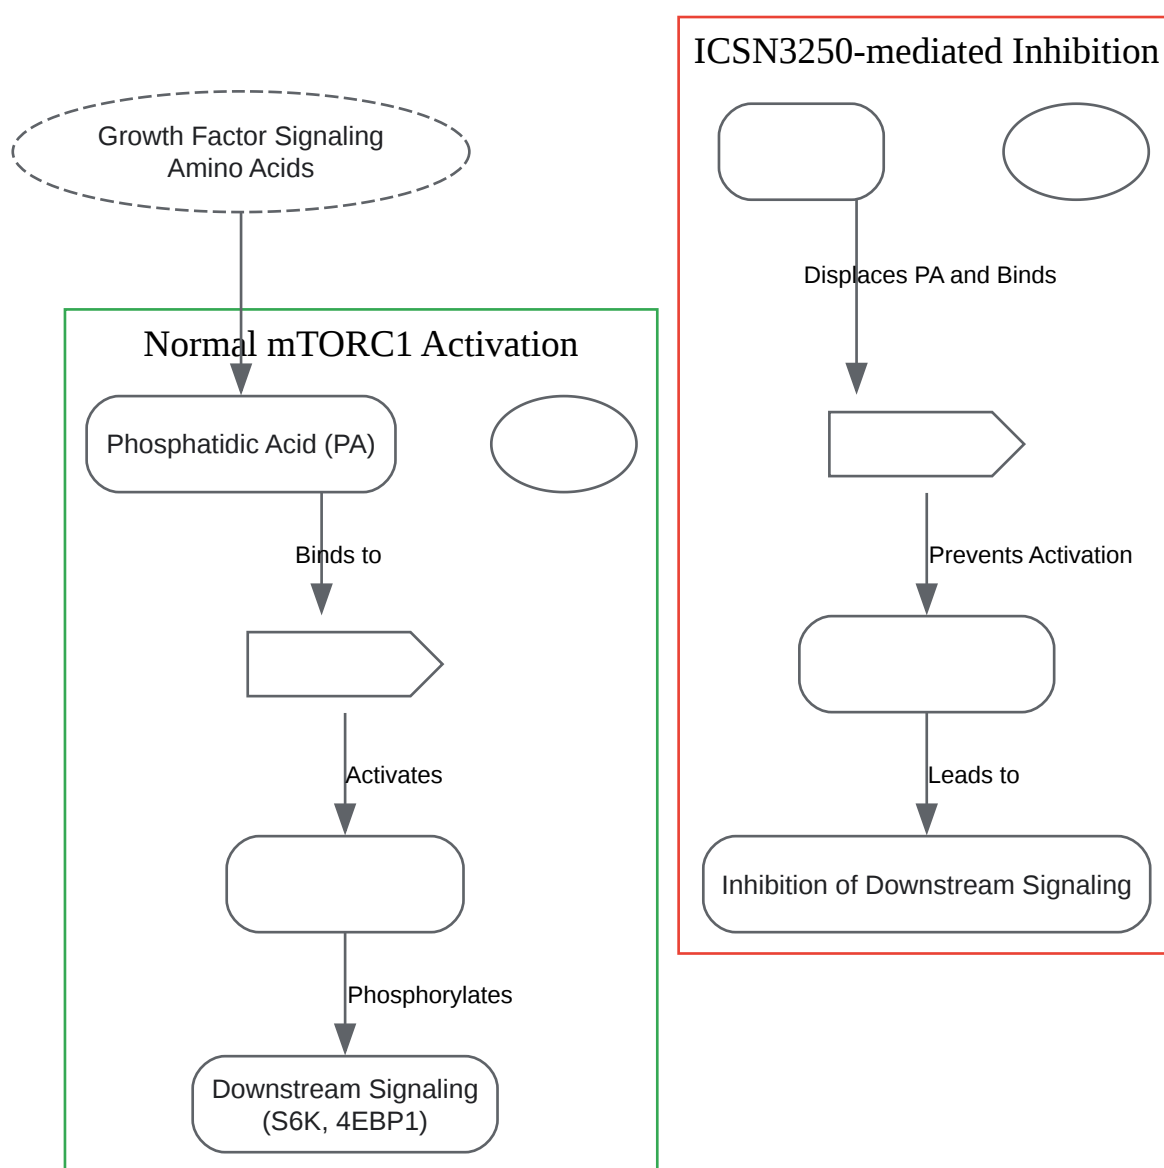 ICSN3250-mediated Inhibition
Growth Factor Signaling
Amino Acids
Displaces PA and Binds
Normal mTORC1 Activation
Phosphatidic Acid (PA)
Binds to
Prevents Activation
Activates
Leads to
Inhibition of Downstream Signaling
Phosphorylates
Downstream Signaling
(S6K, 4EBP1)